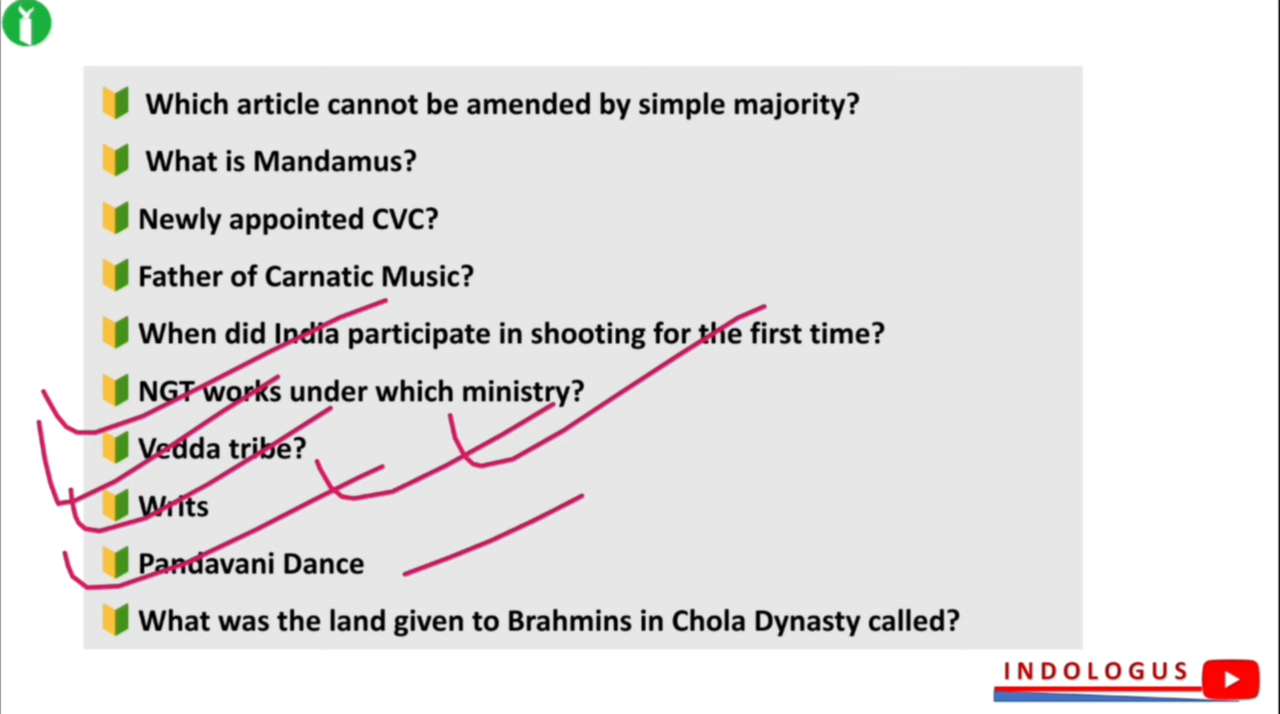 Which article cannot be amended by simple majority?
What is Mandamus?
Newly appointed CVC?
Father of Carnatic Music?
When did India participate in shooting for the first time?
NGT works under which ministry?
Vedda tribe?
Writs
Pandavani Dance
What was the land given to Brahmins in Chola Dynasty called?
INDOLOGUS